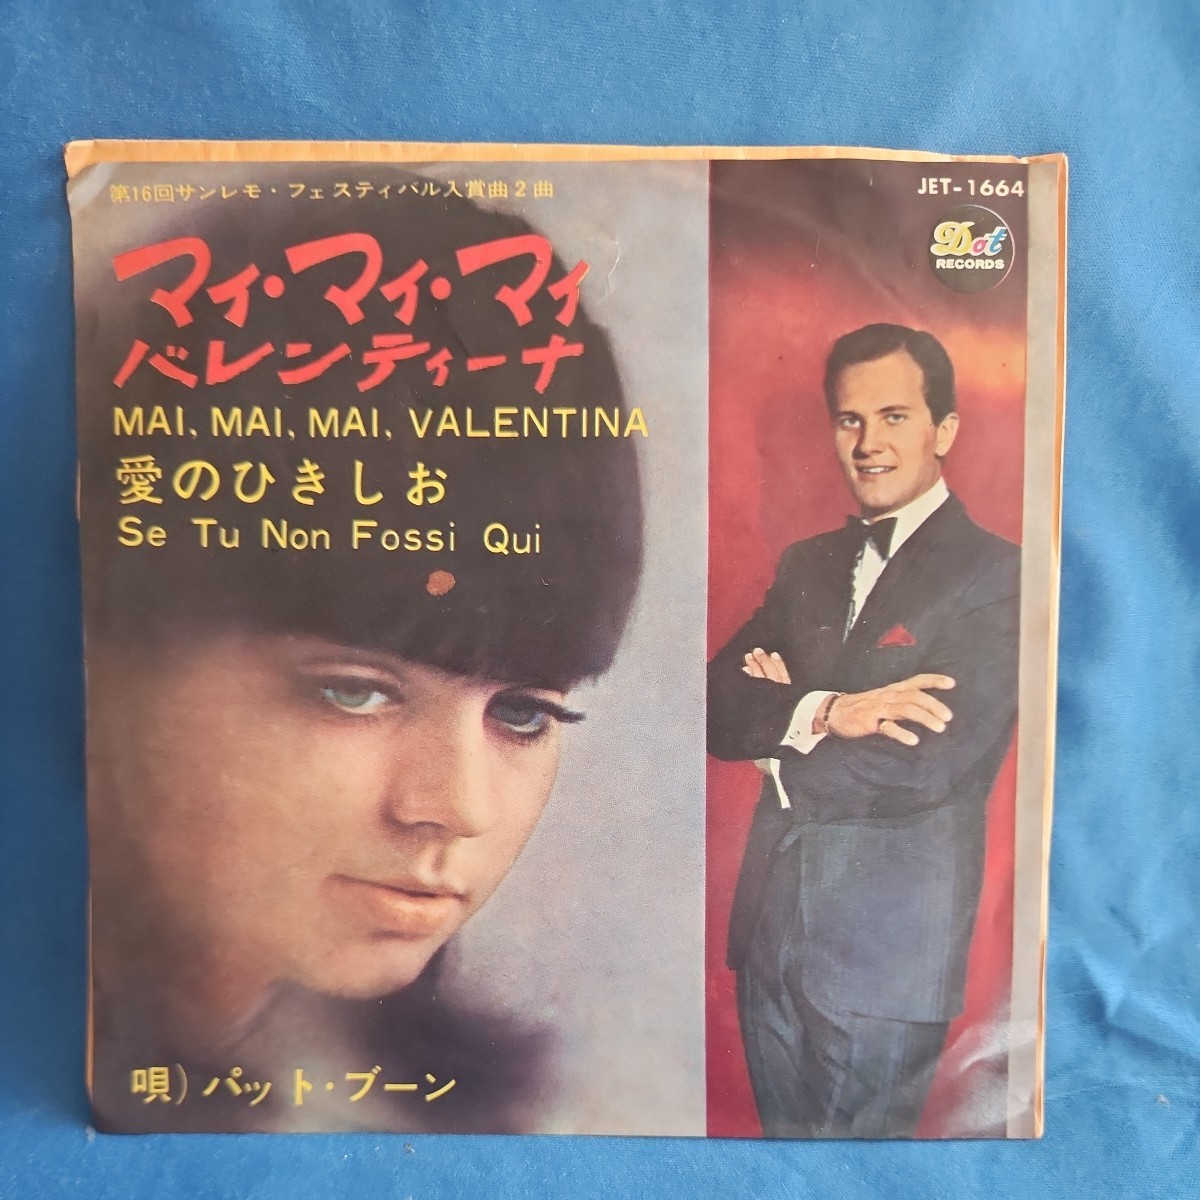 第16回サンレモ・フェスティバル入賞曲2曲
JET-1664
Dot
RECORDS
マイ・マイ・マイ
バレンティーナ
MAI, MAI, MAI, VALENTINA
愛のひきしお
Se Tu Non Fossi Qui
唄)パット・ブーン